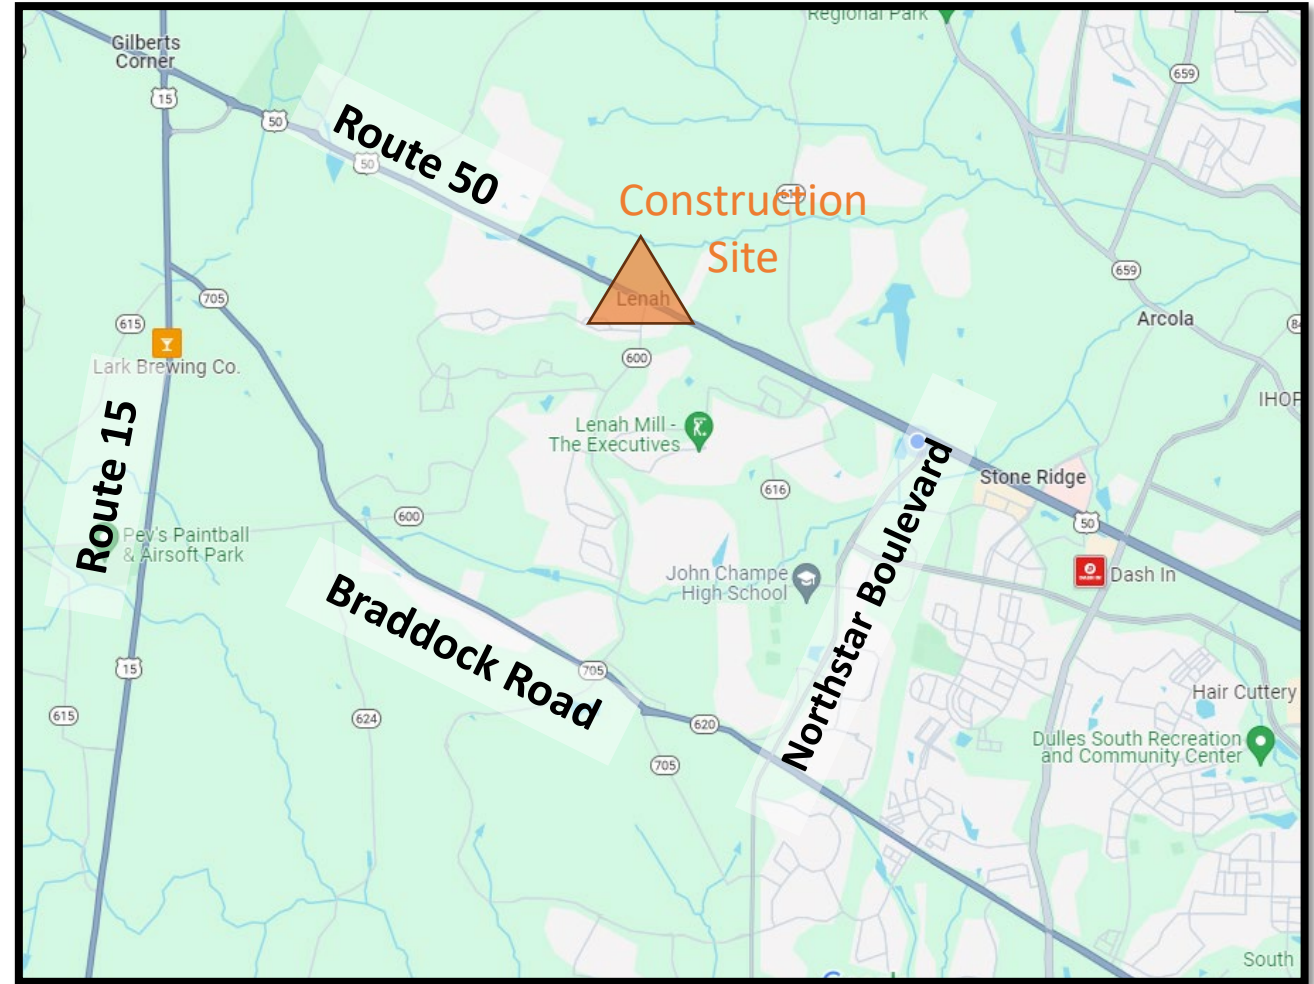 Regional Park
Gilberts
Corner
659
15
50
Route 50
50
Construction
Site
659
705
Lenah
615
Arcola
Lark Brewing Co.
600
IHOP
Route 15
Lenah Mill -
The Executives
Northstar Boulevard
Stone Ridge
616
600
50
Pev's Paintball
& Airsoft Park
John Champe
High School
Dash In
Braddock Road
15
705
Hair Cuttery
615
624
620
Dulles South Recreation
and Community Center
705
South